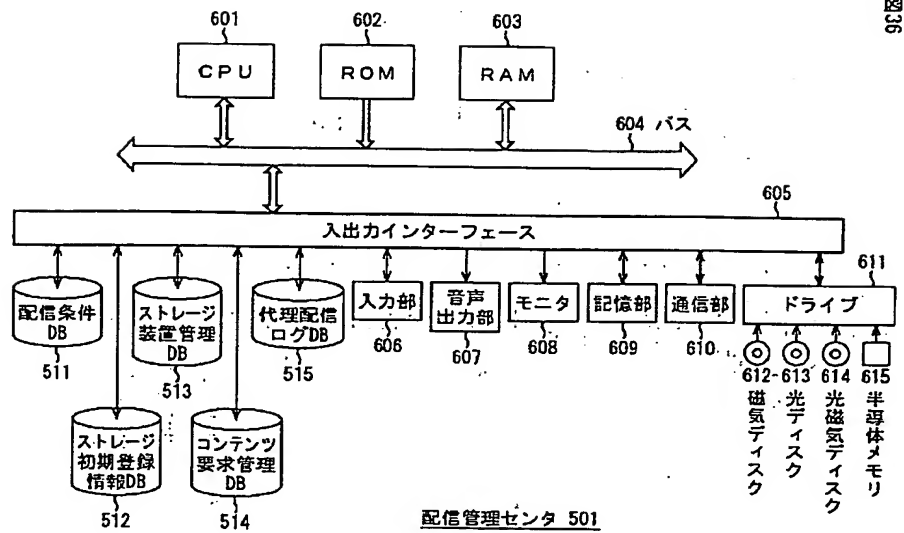 図36
601
602
603
CPU
ROM
RAM
604 バス
605
入出力インターフェース
611
配信条件
DB
511
ストレージ
装置管理
DB
513
代理配信
ログDB
515
入力部
606
音声
出力部
607
モニタ
608
記憶部
609
通信部
610
ドライブ
612
613
614
615
磁気ディスク
光ディスク
光磁気ディスク
半導体メモリ
ストレージ
初期登録
情報DB
512
コンテンツ
要求管理
DB
514
配信管理センタ 501